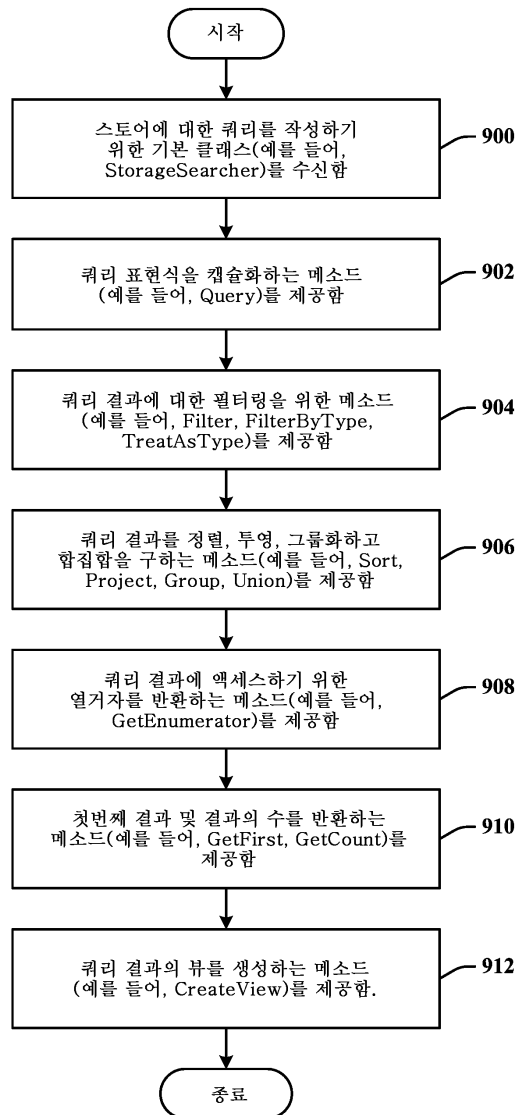 시작
스토어에 대한 쿼리를 작성하기
위한 기본 클래스(예를 들어,
StorageSearcher)를 수신함
900
쿼리 표현식을 캡슐화하는 메소드
(예를 들어, Query)를 제공함
902
쿼리 결과에 대한 필터링을 위한 메소드
(예를 들어, Filter, FilterByType,
TreatAsType)를 제공함
904
쿼리 결과를 정렬, 투영, 그룹화하고
합집합을 구하는 메소드(예를 들어, Sort,
Project, Group, Union)를 제공함
906
쿼리 결과에 액세스하기 위한
열거자를 반환하는 메소드(예를 들어,
GetEnumerator)를 제공함
908
첫번째 결과 및 결과의 수를 반환하는
메소드(예를 들어, GetFirst, GetCount)를
제공함
910
쿼리 결과의 뷰를 생성하는 메소드
(예를 들어, CreateView)를 제공함.
912
종료